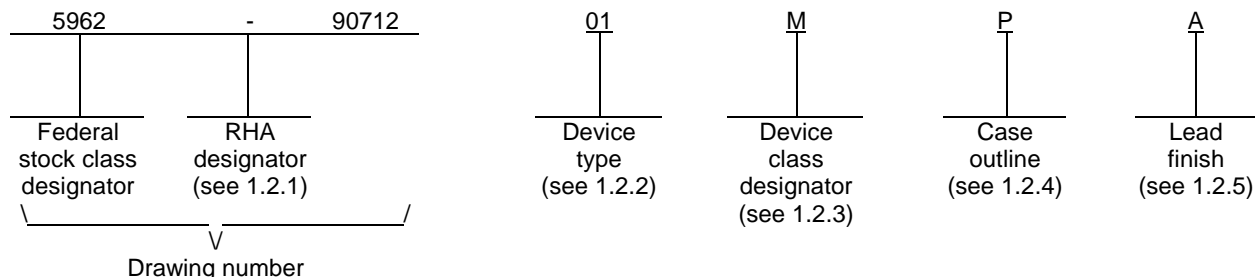 5962 - 90712 01 M P A
Federal stock class designator
RHA designator (see 1.2.1)
Device type (see 1.2.2)
Device class designator (see 1.2.3)
Case outline (see 1.2.4)
Lead finish (see 1.2.5)
Drawing number